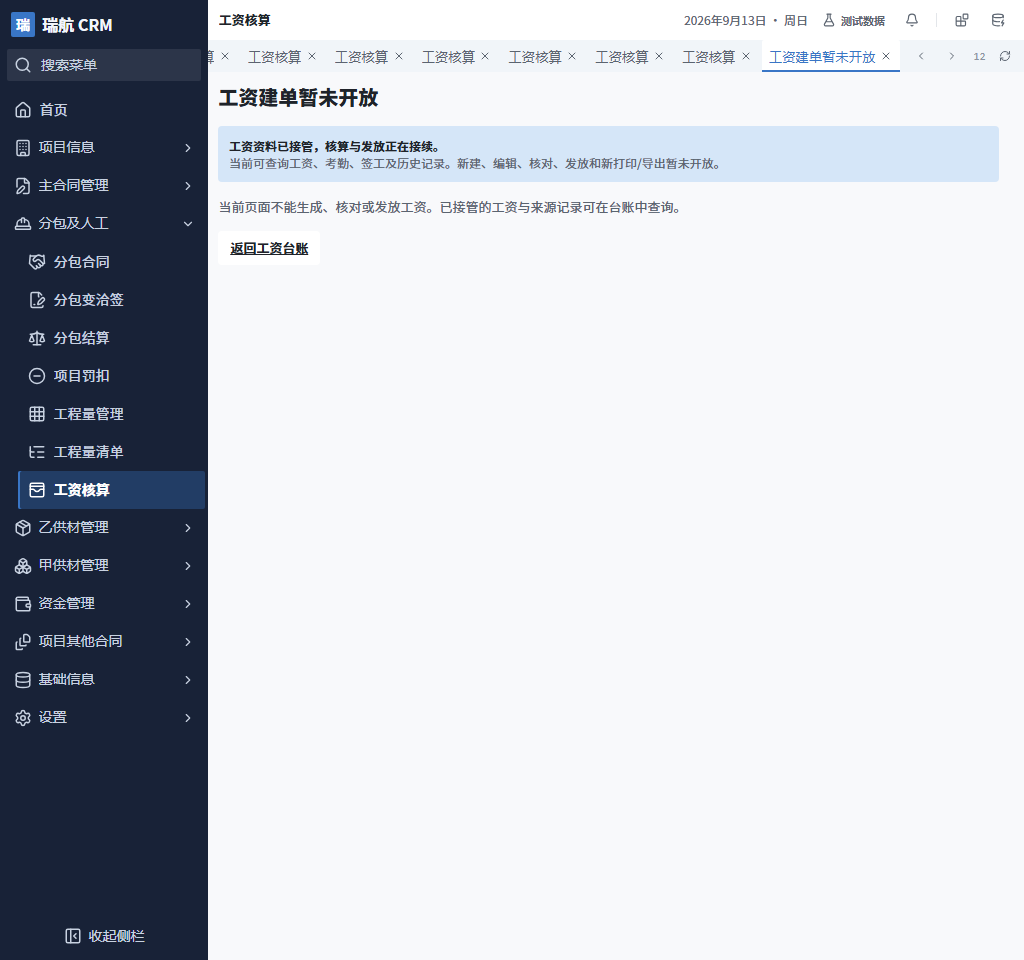 瑞 瑞航 CRM
搜索菜单
首页
项目信息
主合同管理
分包及人工
分包合同
分包变洽签
分包结算
项目罚扣
工程量管理
工程量清单
工资核算
乙供材管理
甲供材管理
资金管理
项目其他合同
基础信息
设置
收起侧栏
工资核算
2026年9月13日 · 周日 测试数据
算 工资核算 工资核算 工资核算 工资核算 工资核算 工资核算 工资建单暂未开放 12
工资建单暂未开放
工资资料已接管，核算与发放正在接续。
当前可查询工资、考勤、签工及历史记录。新建、编辑、核对、发放和新打印/导出暂未开放。
当前页面不能生成、核对或发放工资。已接管的工资与来源记录可在台账中查询。
返回工资台账